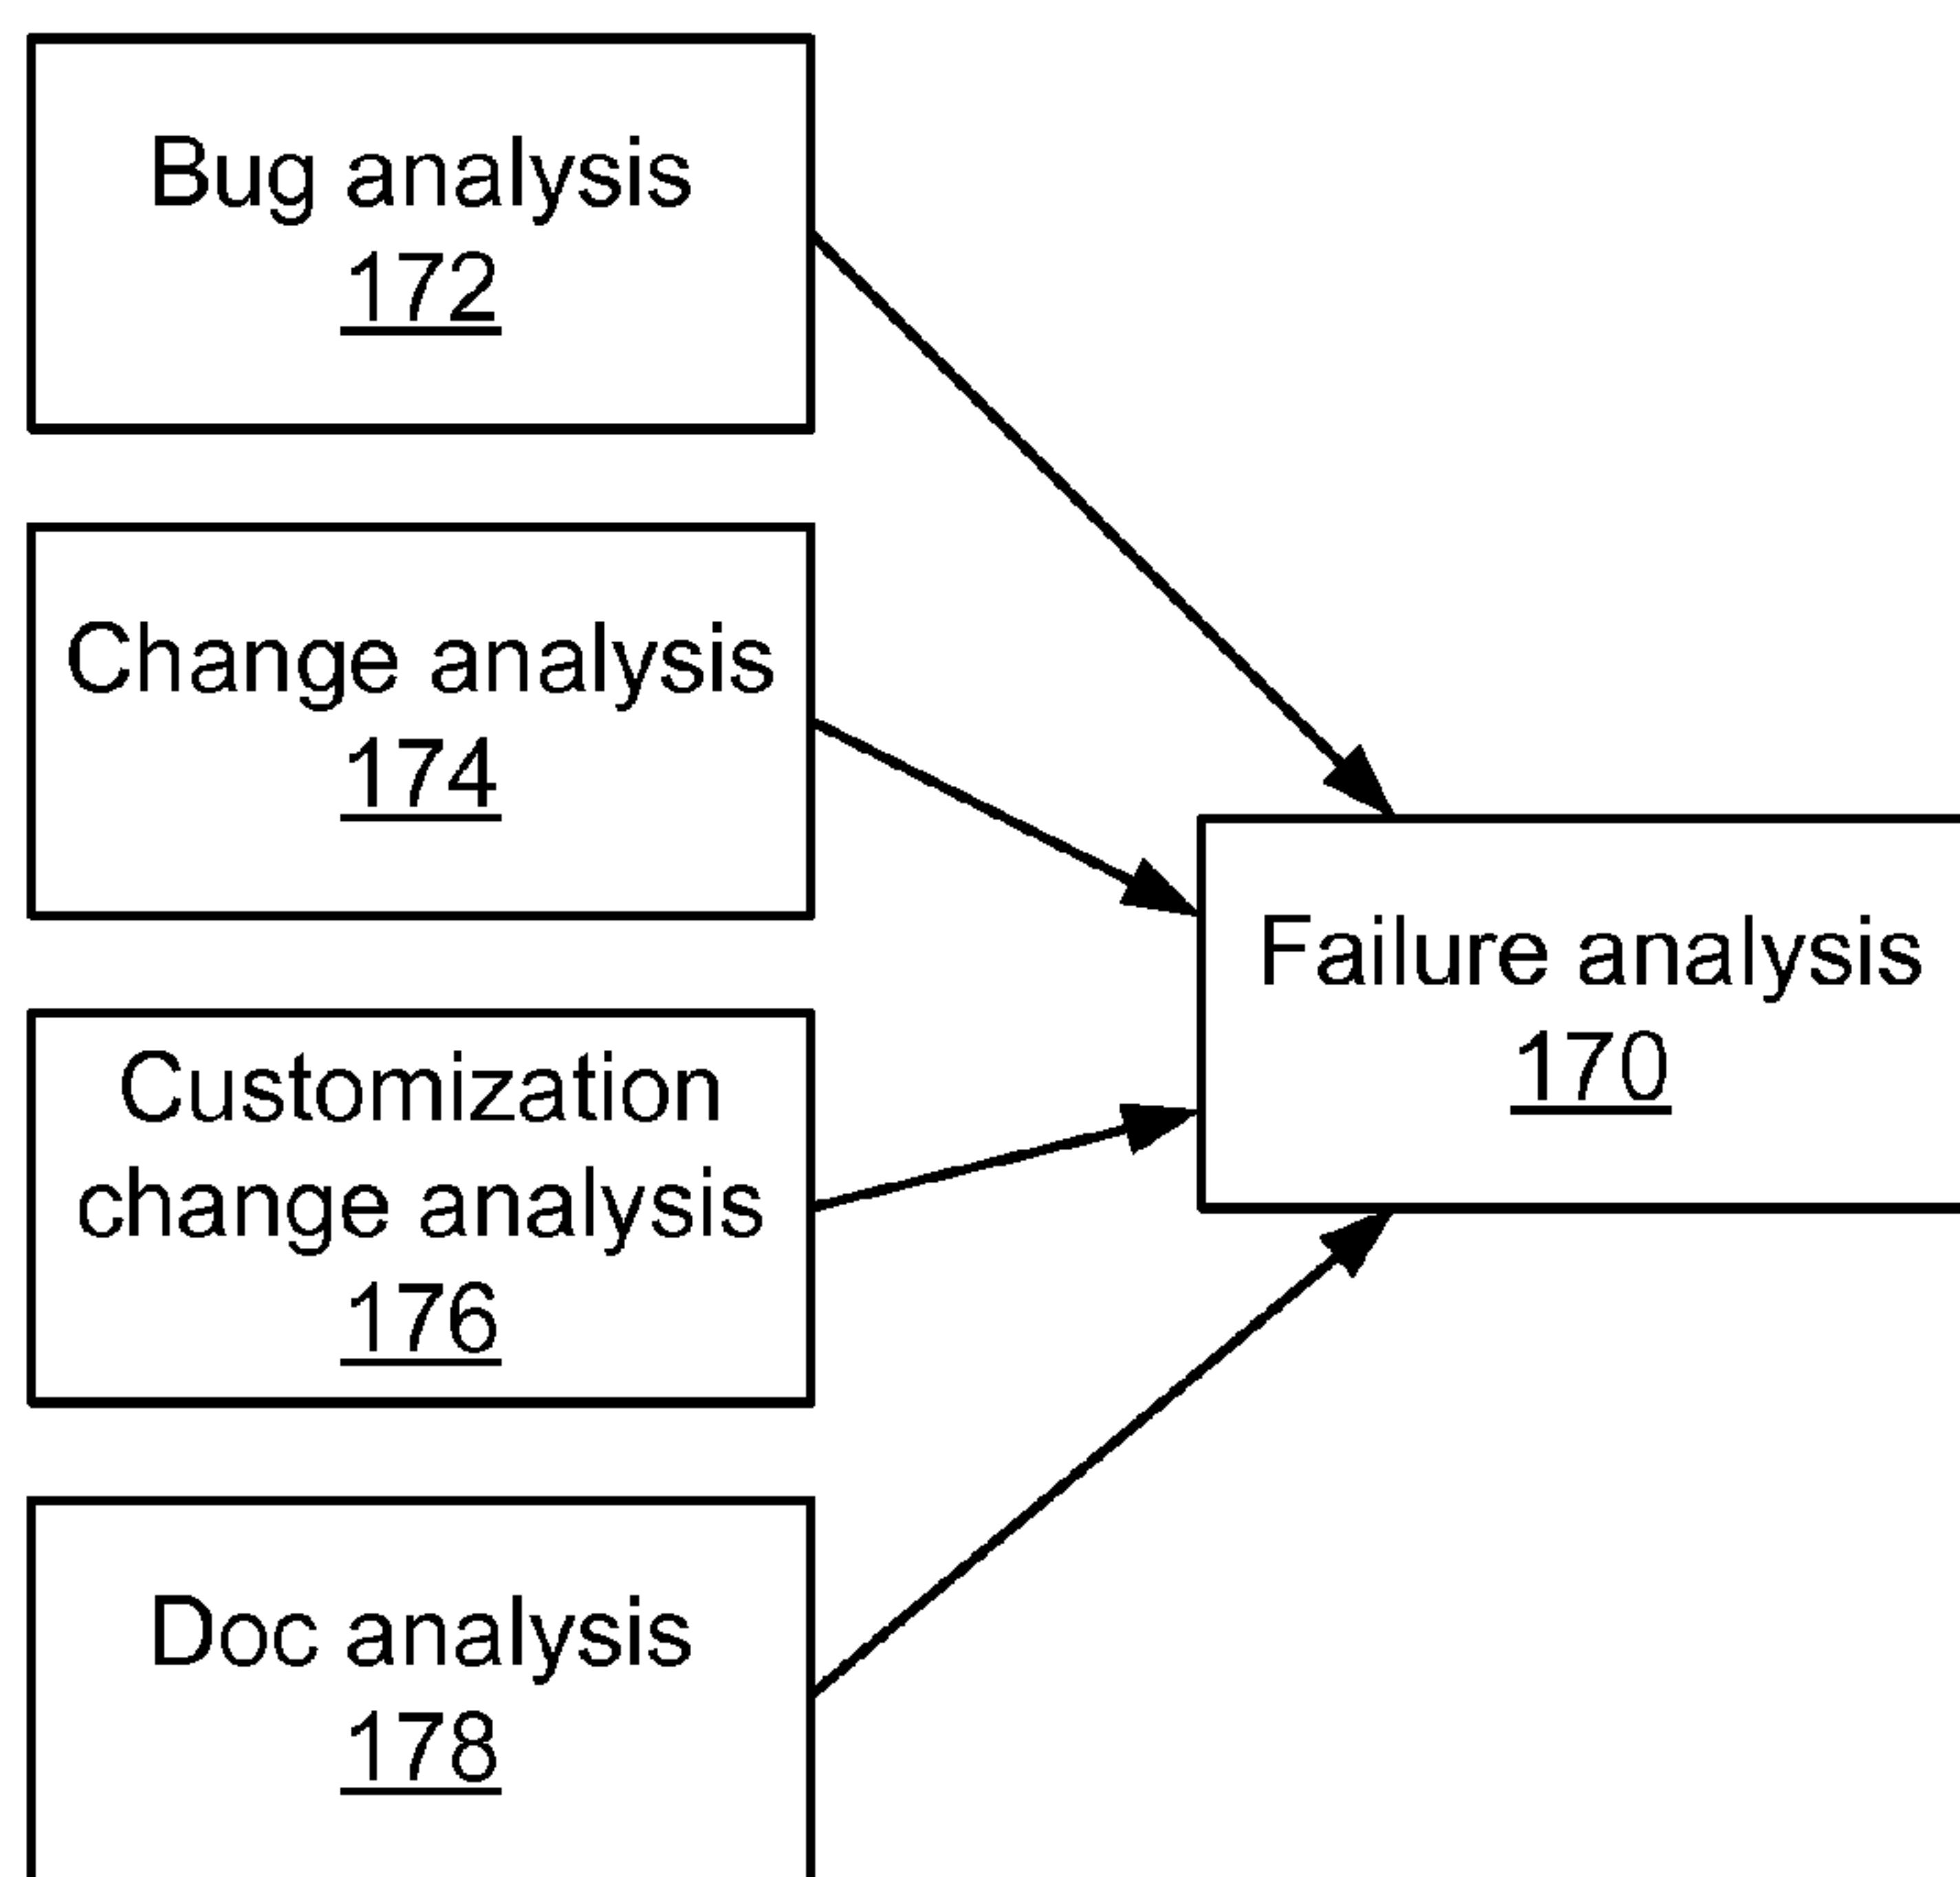 Bug analysis
172
Change analysis
174
Customization
change analysis
176
Doc analysis
178
Failure analysis
170